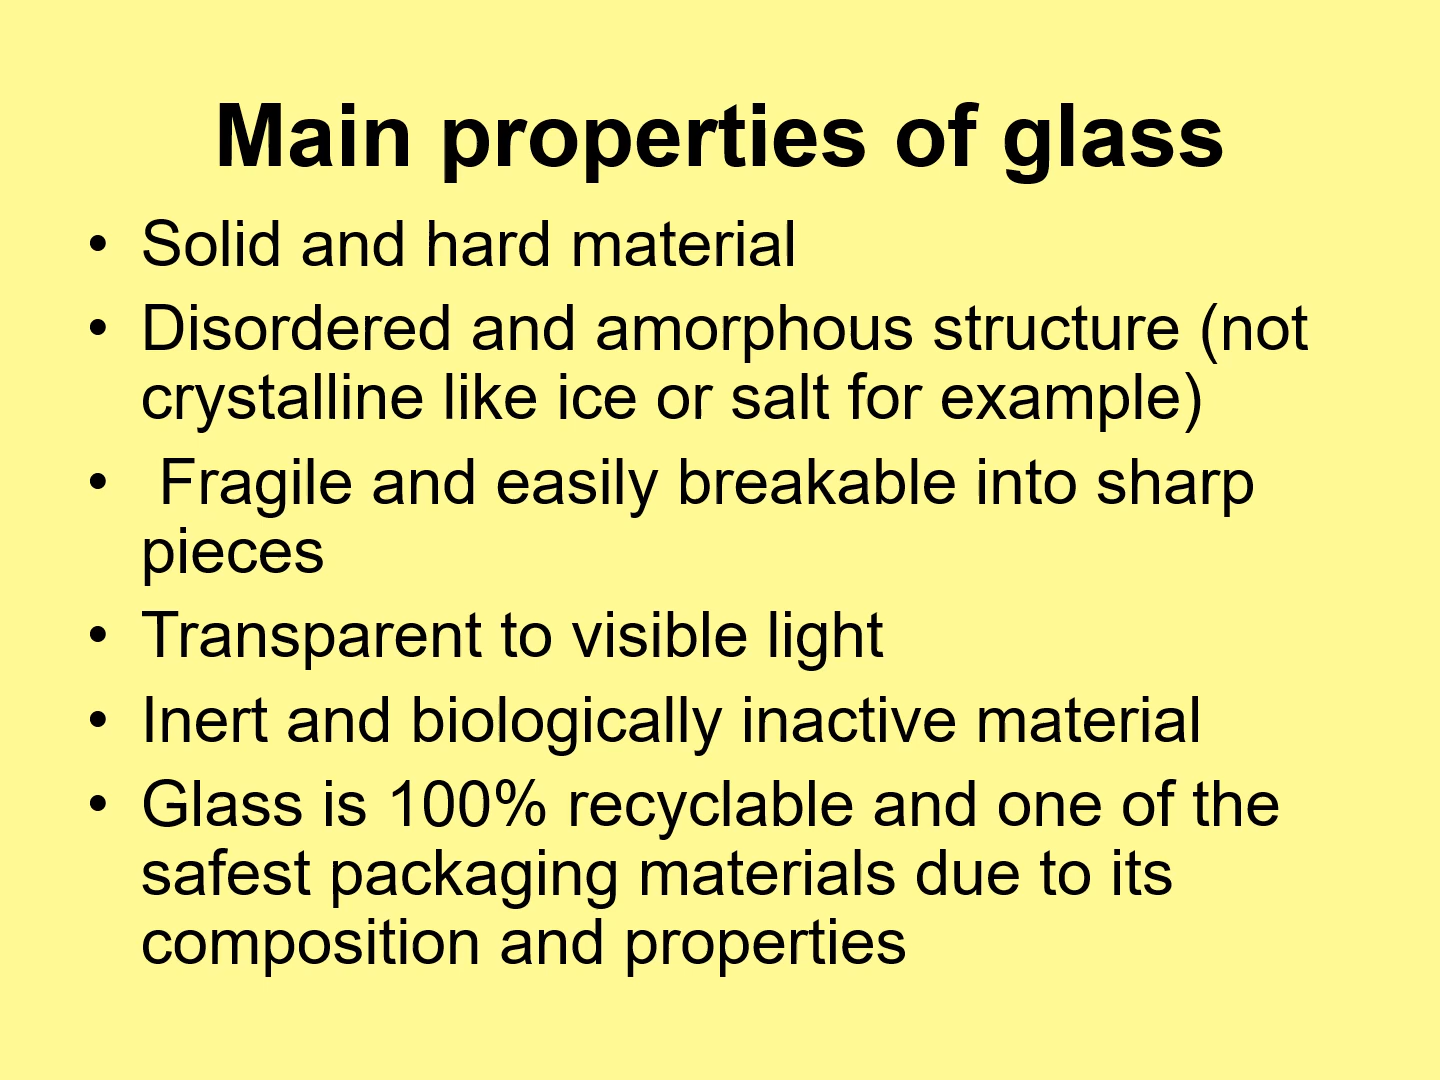 Main properties of glass
• Solid and hard material
• Disordered and amorphous structure (not
crystalline like ice or salt for example)
• Fragile and easily breakable into sharp
pieces
• Transparent to visible light
• Inert and biologically inactive material
• Glass is 100% recyclable and one of the
safest packaging materials due to its
composition and properties